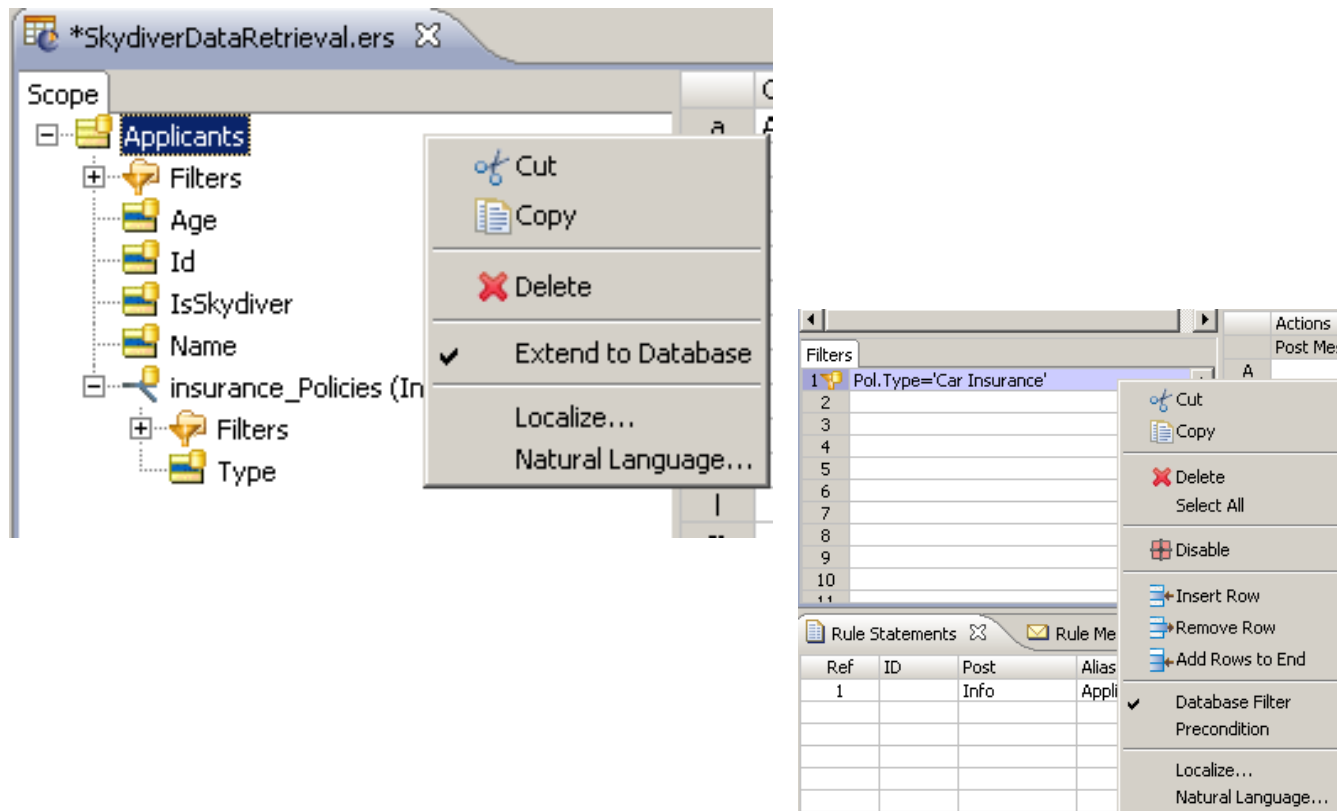 *SkydiverDataRetrieval.ers
Scope
Applicants
Filters
Age
Id
IsSkydiver
Name
insurance_Policies (In
Filters
Type
a
Cut
Copy
Delete
Extend to Database
Localize...
Natural Language...
Filters
1 Pol.Type='Car Insurance'
2
3
4
5
6
7
8
9
10
11
Actions
Post Mes
A
Cut
Copy
Delete
Select All
Disable
Insert Row
Remove Row
Add Rows to End
Database Filter
Precondition
Localize...
Natural Language...
Rule Statements Rule Me
Ref ID Post Alias
1 Info Appli